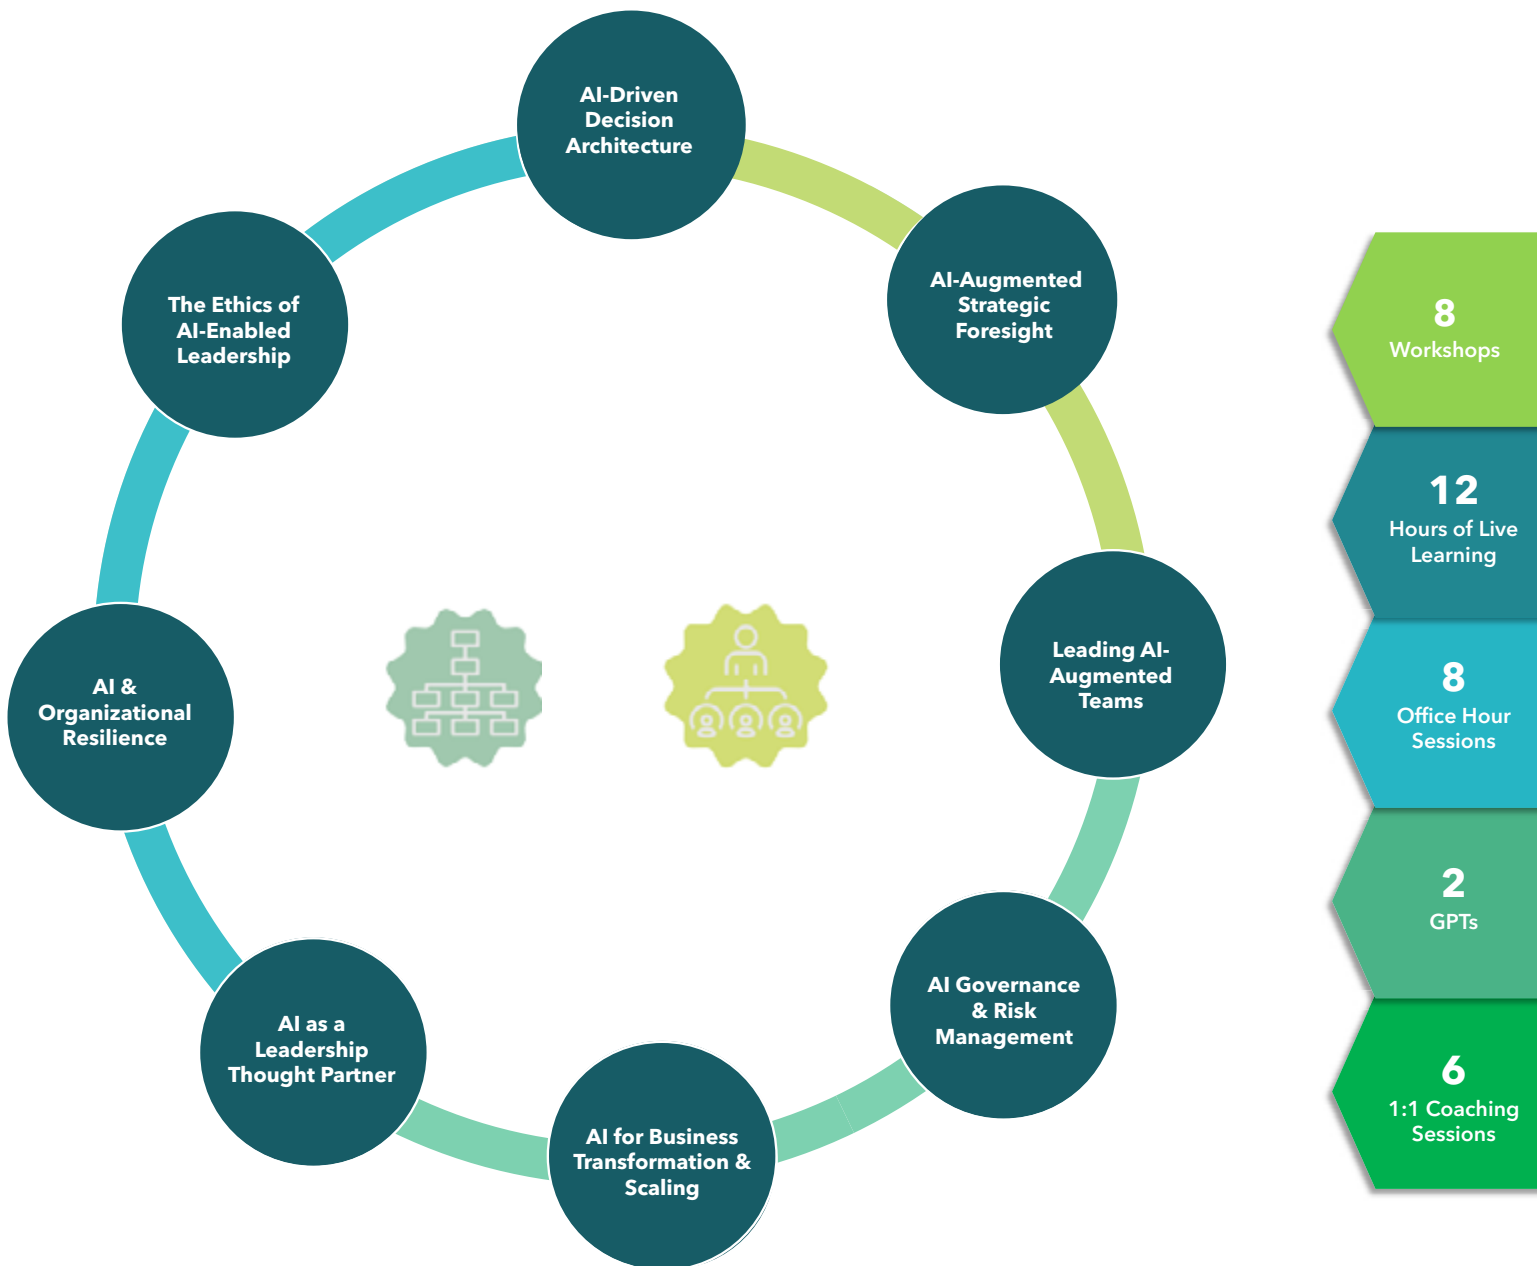 AI-Driven
Decision
Architecture
AI-Augmented
Strategic
Foresight
Leading AI-
Augmented
Teams
AI Governance
& Risk
Management
AI for Business
Transformation &
Scaling
AI as a
Leadership
Thought Partner
AI &
Organizational
Resilience
The Ethics of
AI-Enabled
Leadership
8
Workshops
12
Hours of Live
Learning
8
Office Hour
Sessions
2
GPTs
6
1:1 Coaching
Sessions